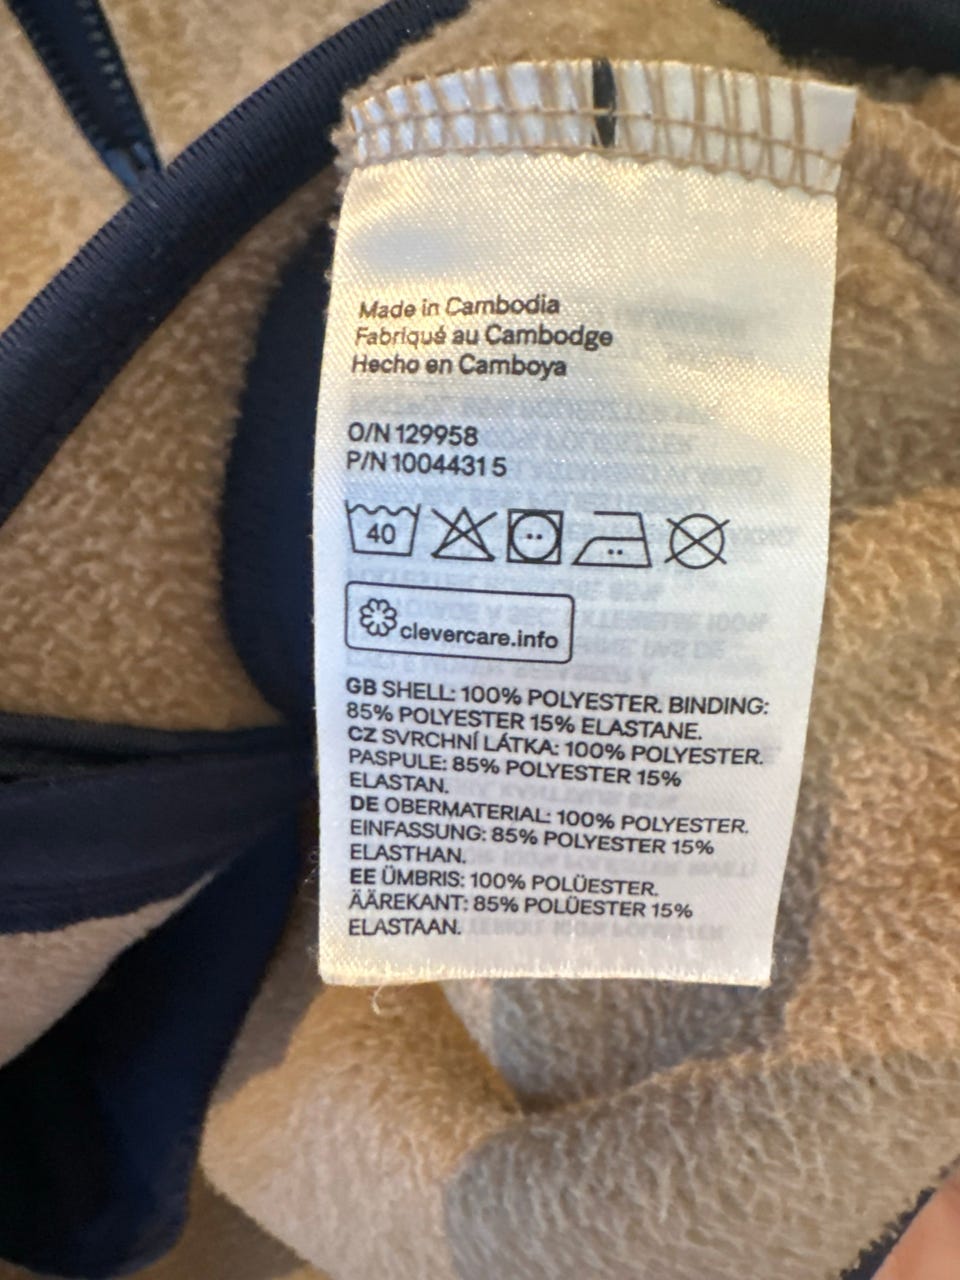 Made in Cambodia
Fabriqué au Cambodge
Hecho en Camboya
O/N 129958
P/N 10044315
40
clevercare.info
GB SHELL: 100% POLYESTER. BINDING:
85% POLYESTER 15% ELASTANE.
CZ SVRCHNÍ LÁTKA: 100% POLYESTER.
PASPULE: 85% POLYESTER 15%
ELASTAN.
DE OBERMATERIAL: 100% POLYESTER.
EINFASSUNG: 85% POLYESTER 15%
ELASTHAN.
EE ÜMBRIS: 100% POLÜESTER.
ÄÄREKANT: 85% POLÜESTER 15%
ELASTAAN.